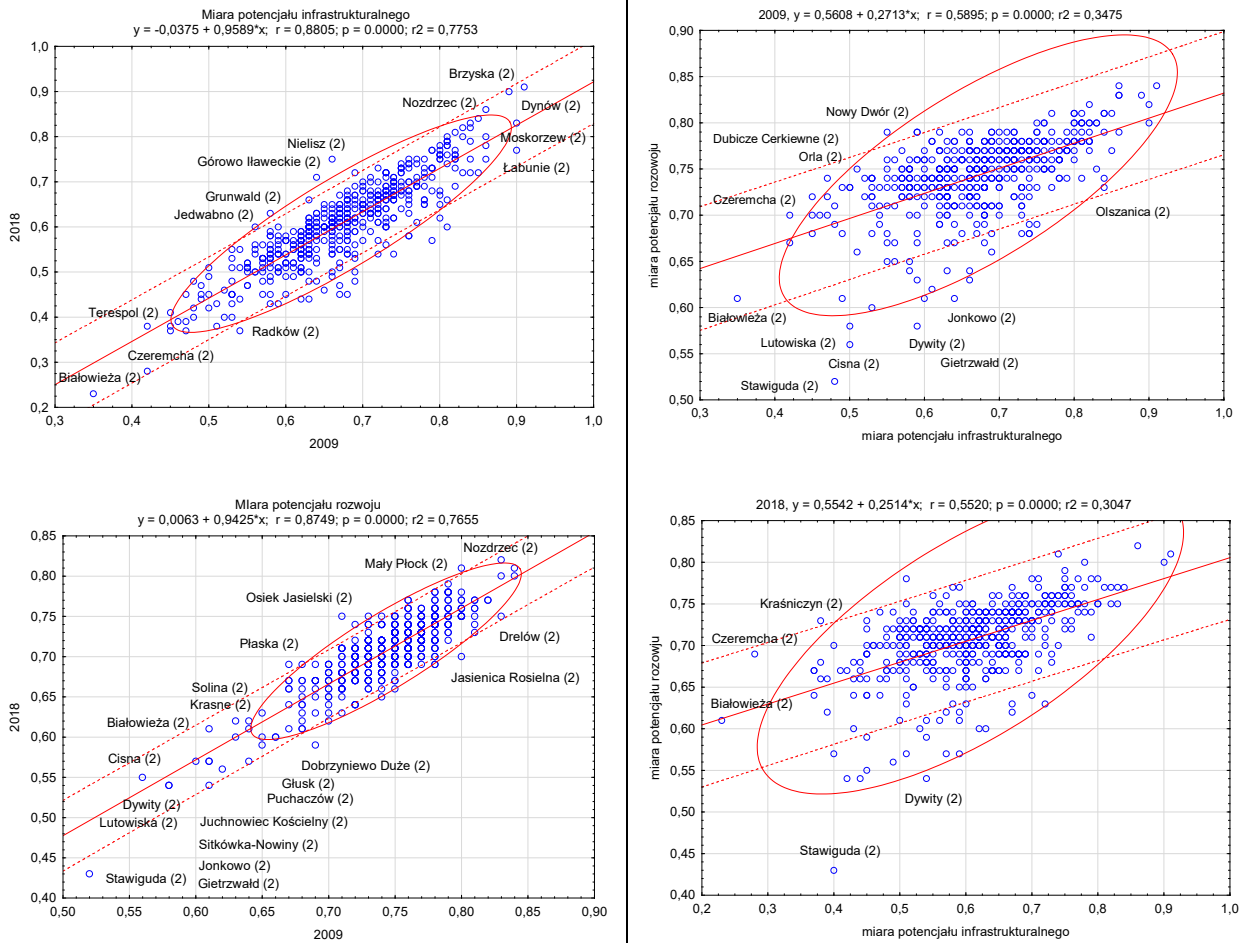 Miara potencjału infrastrukturalnego
y = -0,0375 + 0,9589*x;  r = 0,8805; p = 0.0000; r2 = 0,7753
1,0
0,9
0,8
0,7
0,6
0,5
0,4
0,3
0,2
2018
Brzyska (2)
Nozdrzec (2)
Dynów (2)
Nielisz (2)
Moskorzew (2)
Górowo Iławeckie (2)
Łabunie (2)
Grunwald (2)
Jedwabno (2)
Terespol (2)
Radków (2)
Czeremcha (2)
Białowieża (2)
0,3 0,4 0,5 0,6 0,7 0,8 0,9 1,0
2009
2009, y = 0,5608 + 0,2713*x;  r = 0,5895; p = 0.0000; r2 = 0,3475
0,90
0,85
0,80
0,75
0,70
0,65
0,60
0,55
0,50
miara potencjału rozowoju
Nowy Dwór (2)
Dubicze Cerkiewne (2)
Orla (2)
Czeremcha (2)
Olszanica (2)
Białowieża (2)
Jonkowo (2)
Lutowiska (2)
Dywity (2)
Cisna (2)
Gietrzwałd (2)
Stawiguda (2)
0,3 0,4 0,5 0,6 0,7 0,8 0,9 1,0
miara potencjału infrastrukturalnego
MIara potencjału rozwoju
y = 0,0063 + 0,9425*x;  r = 0,8749; p = 0.0000; r2 = 0,7655
0,85
0,80
0,75
0,70
0,65
0,60
0,55
0,50
0,45
0,40
2018
Nozdrzec (2)
Mały Płock (2)
Osiek Jasielski (2)
Drelów (2)
Płaska (2)
Jasienica Rosielna (2)
Solina (2)
Krasne (2)
Białowieża (2)
Cisna (2)
Dobrzyniewo Duże (2)
Głusk (2)
Puchaczów (2)
Dywity (2)
Lutowiska (2)
Juchnowiec Kościelny (2)
Sitkówka-Nowiny (2)
Jonkowo (2)
Stawiguda (2)
Gietrzwałd (2)
0,50 0,55 0,60 0,65 0,70 0,75 0,80 0,85 0,90
2009
2018, y = 0,5542 + 0,2514*x;  r = 0,5520; p = 0.0000; r2 = 0,3047
0,85
0,80
0,75
0,70
0,65
0,60
0,55
0,50
0,45
0,40
miara potencjału rozowju
Kraśniczyn (2)
Czeremcha (2)
Białowieża (2)
Dywity (2)
Stawiguda (2)
0,2 0,3 0,4 0,5 0,6 0,7 0,8 0,9 1,0
miara potencjału infrastrukturalnego